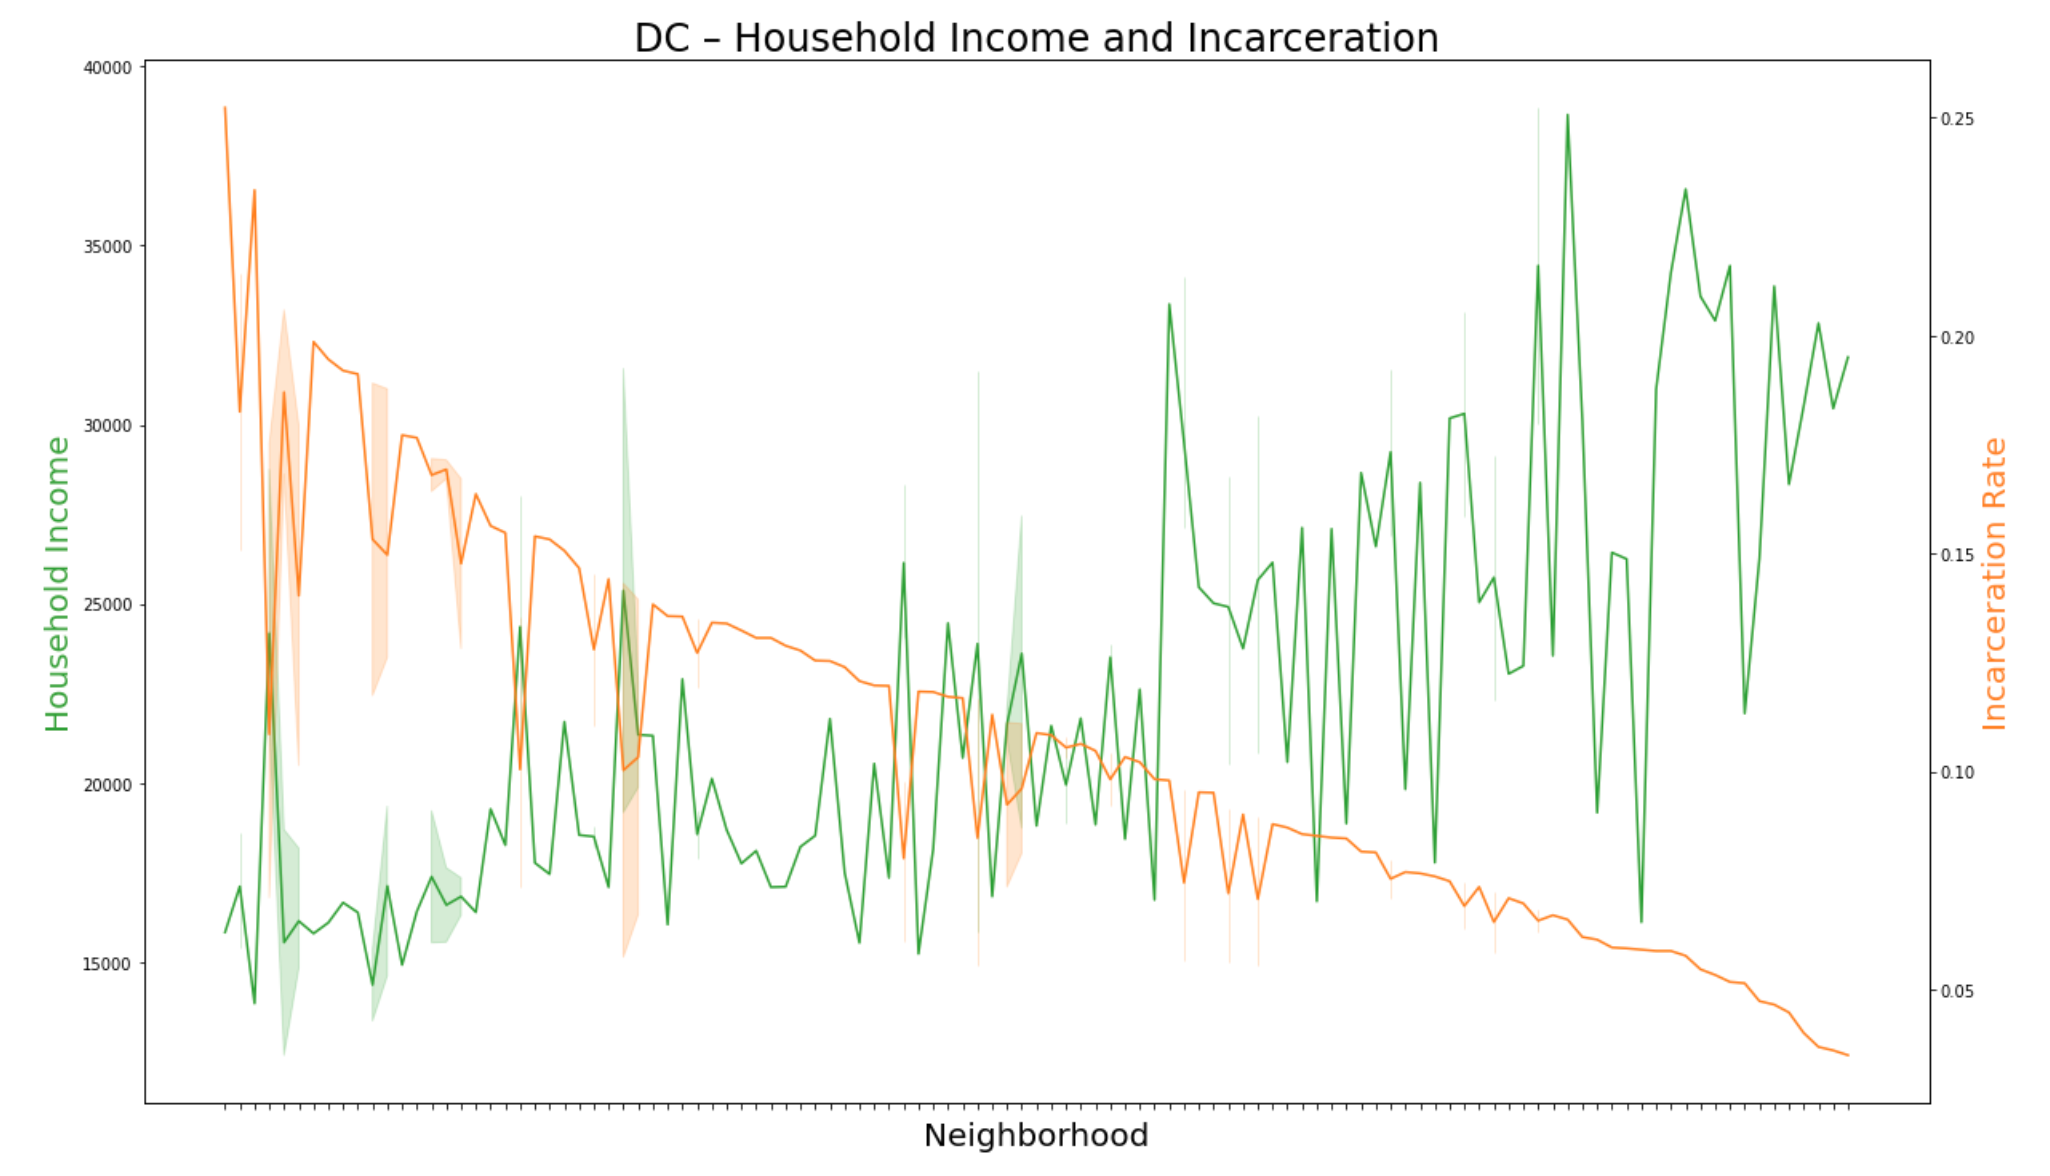 DC – Household Income and Incarceration
40000
35000
30000
25000
20000
15000
Household Income
0.25
0.20
0.15
0.10
0.05
Incarceration Rate
Neighborhood